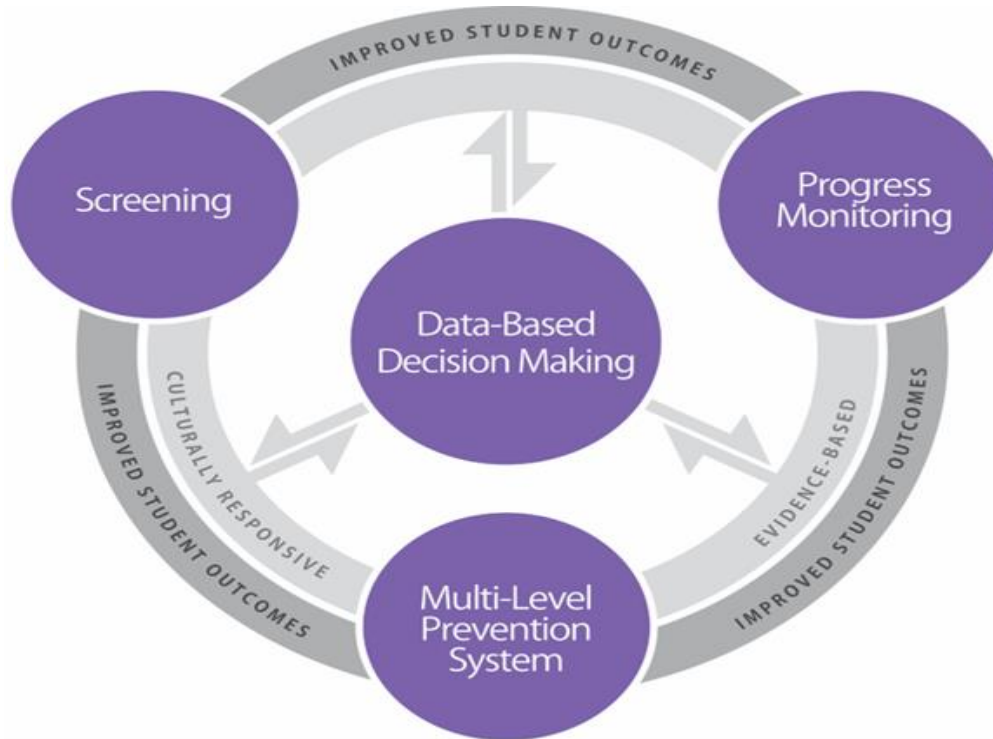 IMPROVED STUDENT OUTCOMES
Screening
Progress
Monitoring
Data-Based
Decision Making
IMPROVED STUDENT OUTCOMES
CULTURALLY RESPONSIVE
EVIDENCE-BASED
IMPROVED STUDENT OUTCOMES
Multi-Level
Prevention
System